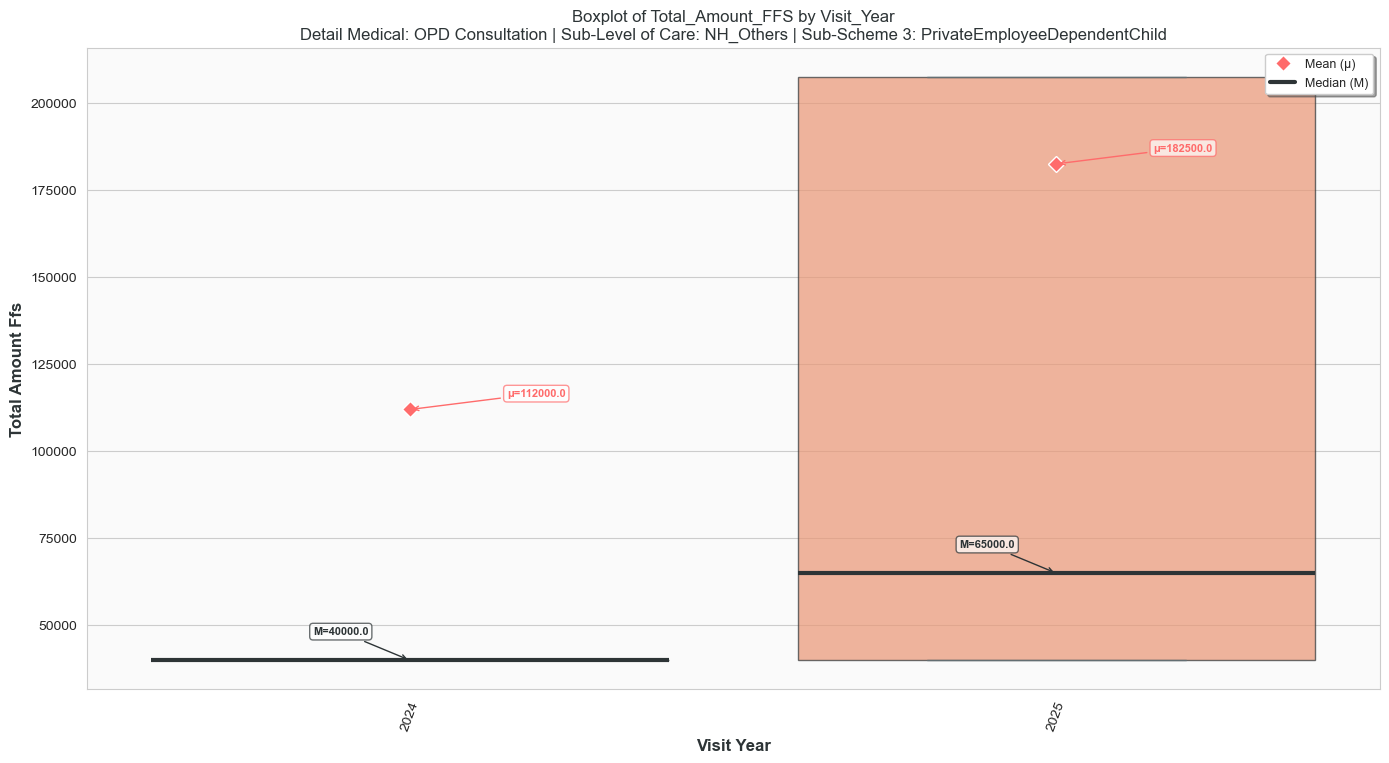 Boxplot of Total_Amount_FFS by Visit_Year
Detail Medical: OPD Consultation | Sub-Level of Care: NH_Others | Sub-Scheme 3: PrivateEmployeeDependentChild
Mean (μ)
Median (M)
200000
175000
150000
125000
100000
75000
50000
Total Amount Ffs
μ=182500.0
μ=112000.0
M=65000.0
M=40000.0
2024
2025
Visit Year